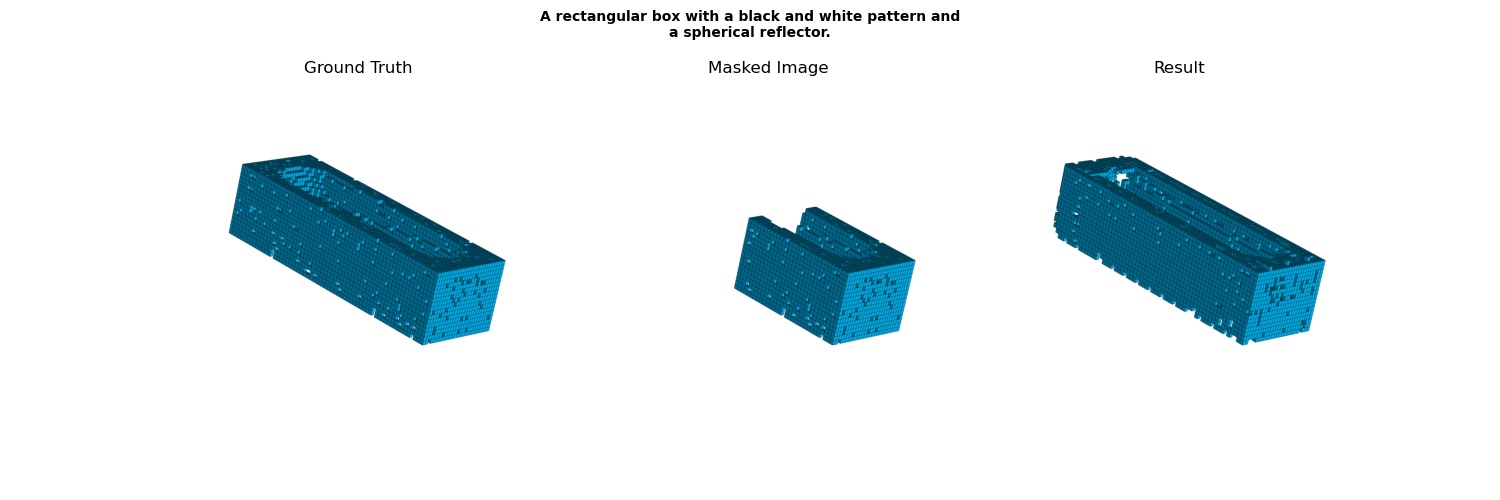 A rectangular box with a black and white pattern and
a spherical reflector.
Ground Truth
Masked Image
Result